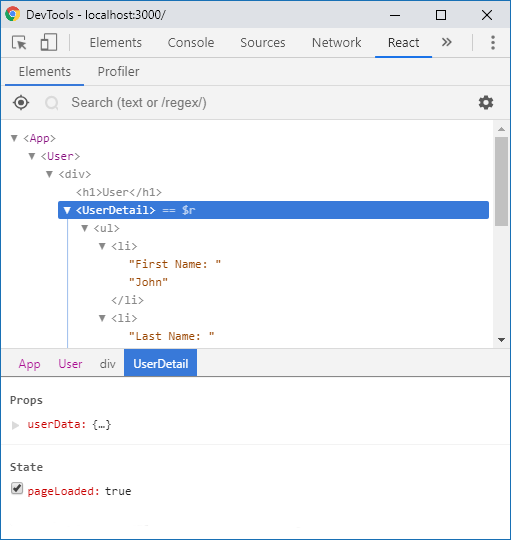 DevTools - localhost:3000/
Elements Console Sources Network React »
Elements Profiler
Search (text or /regex/)
<App>
<User>
<div>
<h1>User</h1>
<UserDetail> == $r
<ul>
<li>
"First Name: "
"John"
</li>
<li>
"Last Name: "
App User div UserDetail
Props
userData: {…}
State
pageLoaded: true